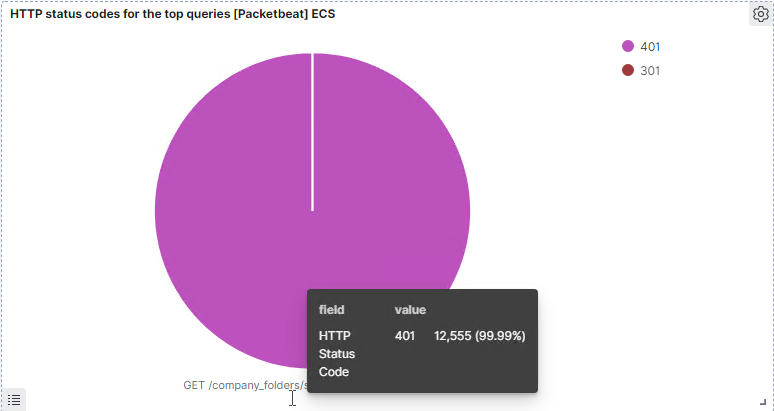 HTTP status codes for the top queries [Packetbeat] ECS
401
301
field value
HTTP 401 12,555 (99.99%)
Status
Code
GET /company_folders/s